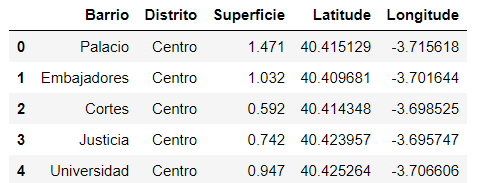 Barrio Distrito Superficie Latitude Longitude
0 Palacio Centro 1.471 40.415129 -3.715618
1 Embajadores Centro 1.032 40.409681 -3.701644
2 Cortes Centro 0.592 40.414348 -3.698525
3 Justicia Centro 0.742 40.423957 -3.695747
4 Universidad Centro 0.947 40.425264 -3.706606